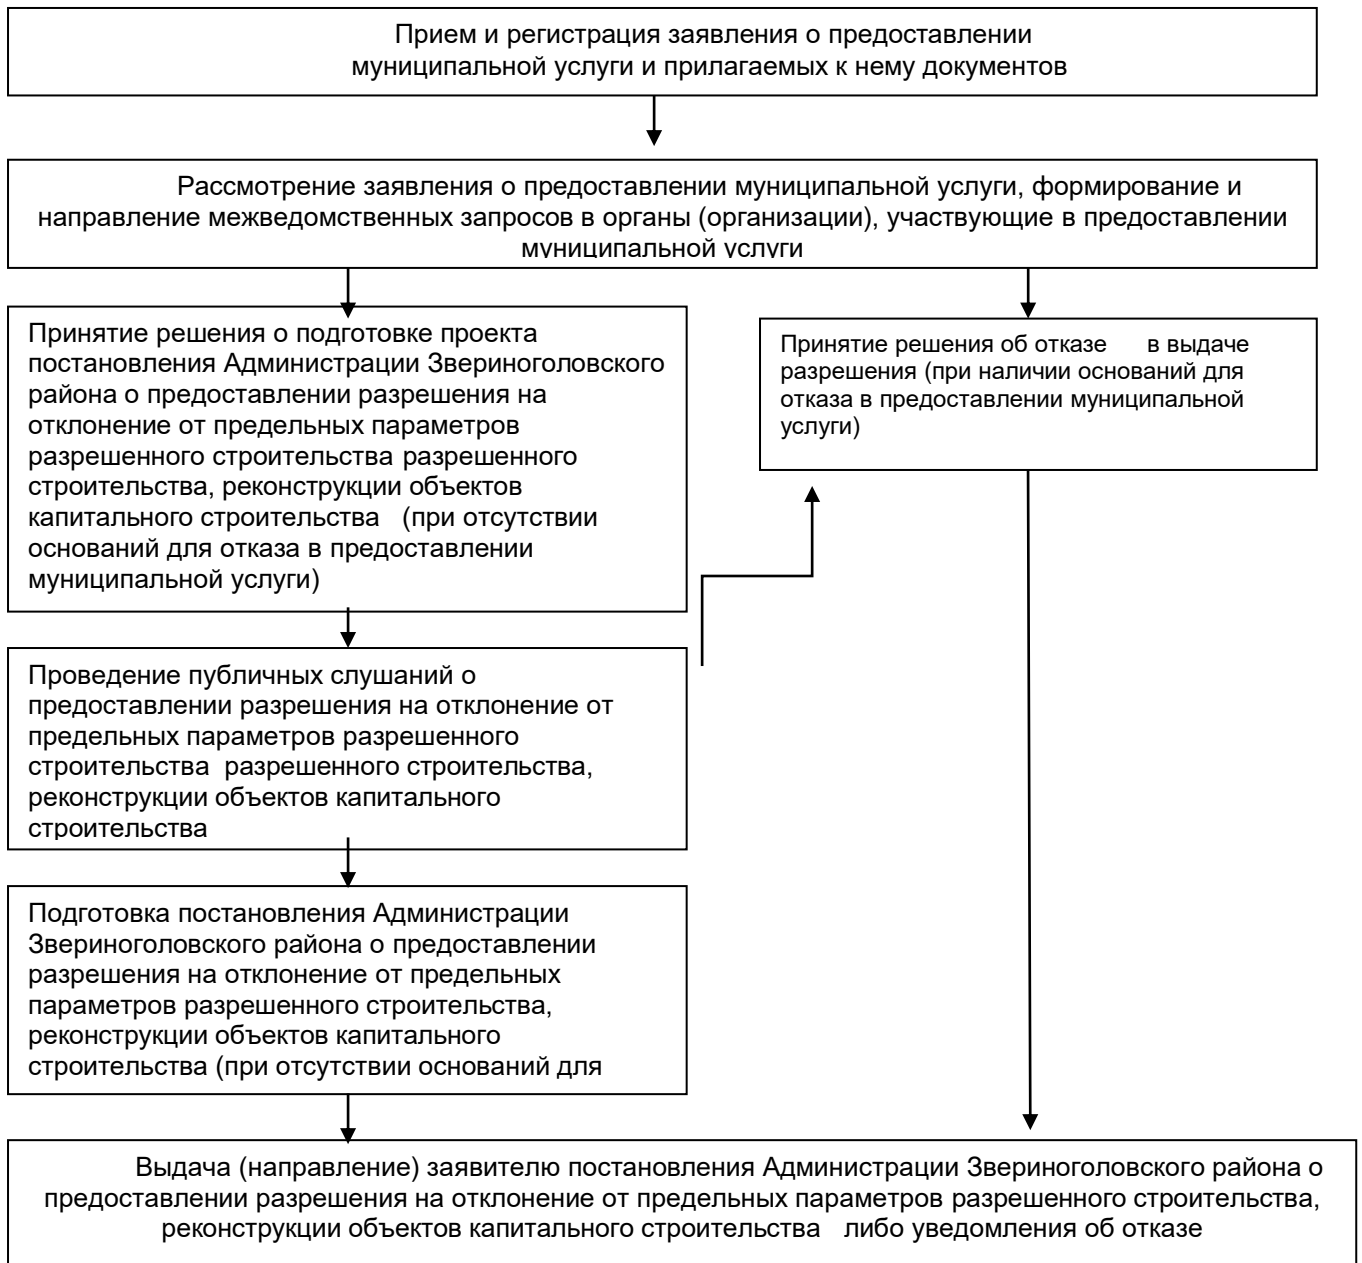 Прием и регистрация заявления о предоставлении
муниципальной услуги и прилагаемых к нему документов
Рассмотрение заявления о предоставлении муниципальной услуги, формирование и
направление межведомственных запросов в органы (организации), участвующие в предоставлении
муниципальной услуги
Принятие решения о подготовке проекта
постановления Администрации Звериноголовского
района о предоставлении разрешения на
отклонение от предельных параметров
разрешенного строительства разрешенного
строительства, реконструкции объектов
капитального строительства (при отсутствии
оснований для отказа в предоставлении
муниципальной услуги)
Принятие решения об отказе в выдаче
разрешения (при наличии оснований для
отказа в предоставлении муниципальной
услуги)
Проведение публичных слушаний о
предоставлении разрешения на отклонение от
предельных параметров разрешенного
строительства разрешенного строительства,
реконструкции объектов капитального
строительства
Подготовка постановления Администрации
Звериноголовского района о предоставлении
разрешения на отклонение от предельных
параметров разрешенного строительства,
реконструкции объектов капитального
строительства (при отсутствии оснований для
Выдача (направление) заявителю постановления Администрации Звериноголовского района о
предоставлении разрешения на отклонение от предельных параметров разрешенного строительства,
реконструкции объектов капитального строительства либо уведомления об отказе